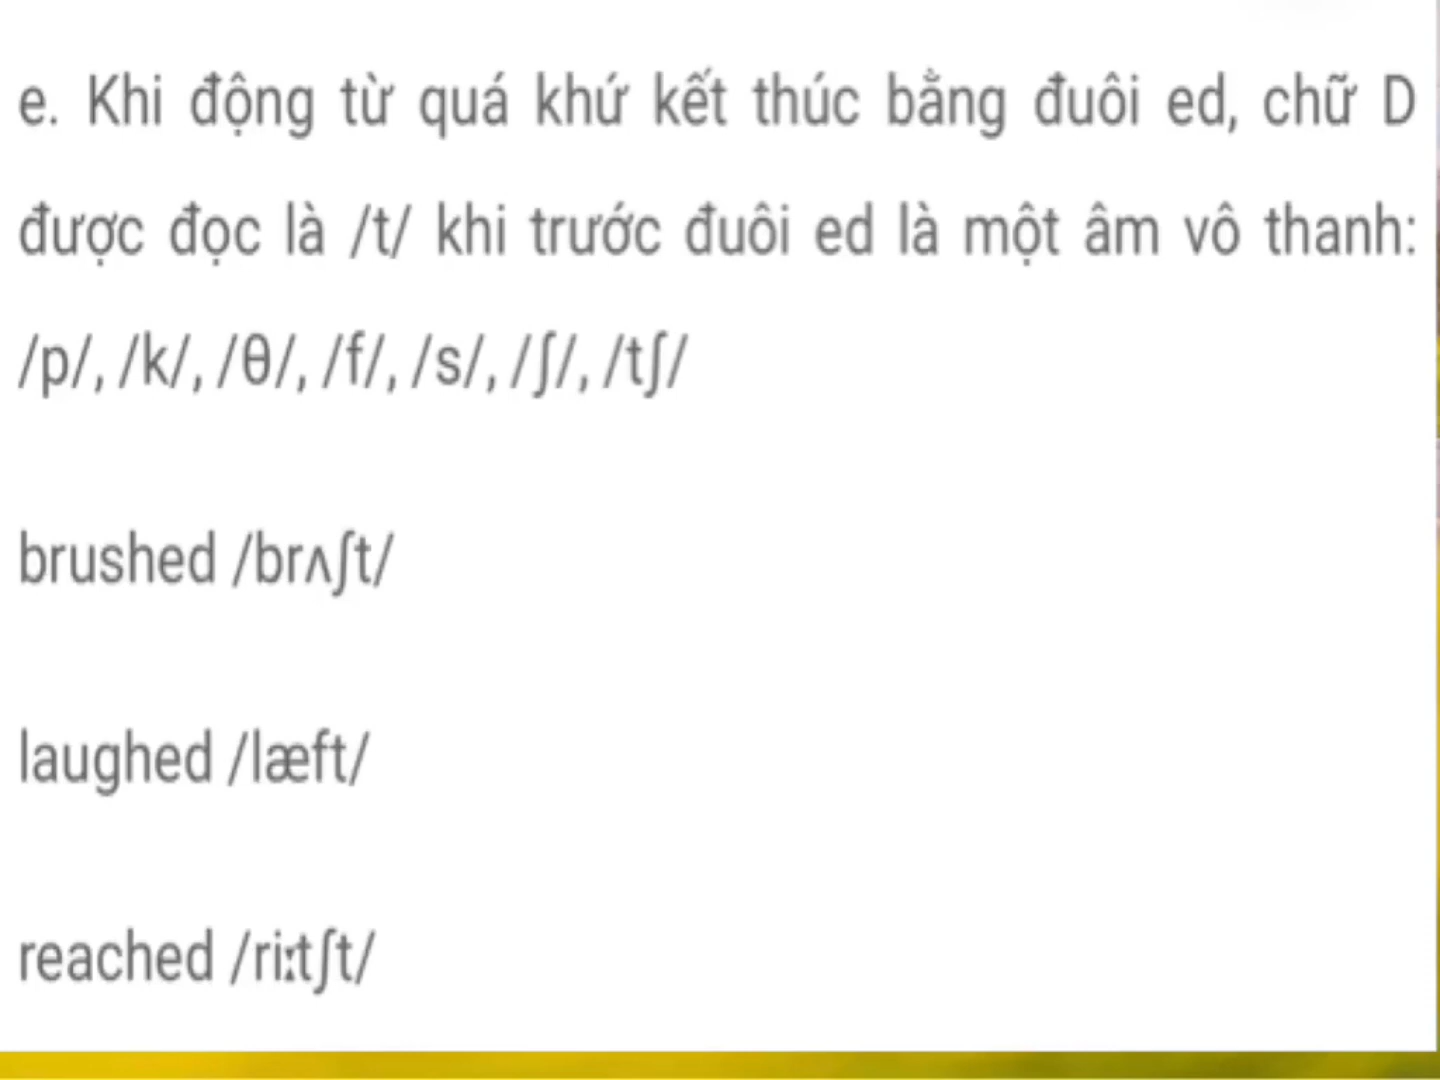 e. Khi động từ quá khứ kết thúc bằng đuôi ed, chữ D
được đọc là /t/ khi trước đuôi ed là một âm vô thanh:
/p/, /k/, /θ/, /f/, /s/, /ʃ/, /tʃ/
brushed /brʌʃt/
laughed /læft/
reached /riːtʃt/